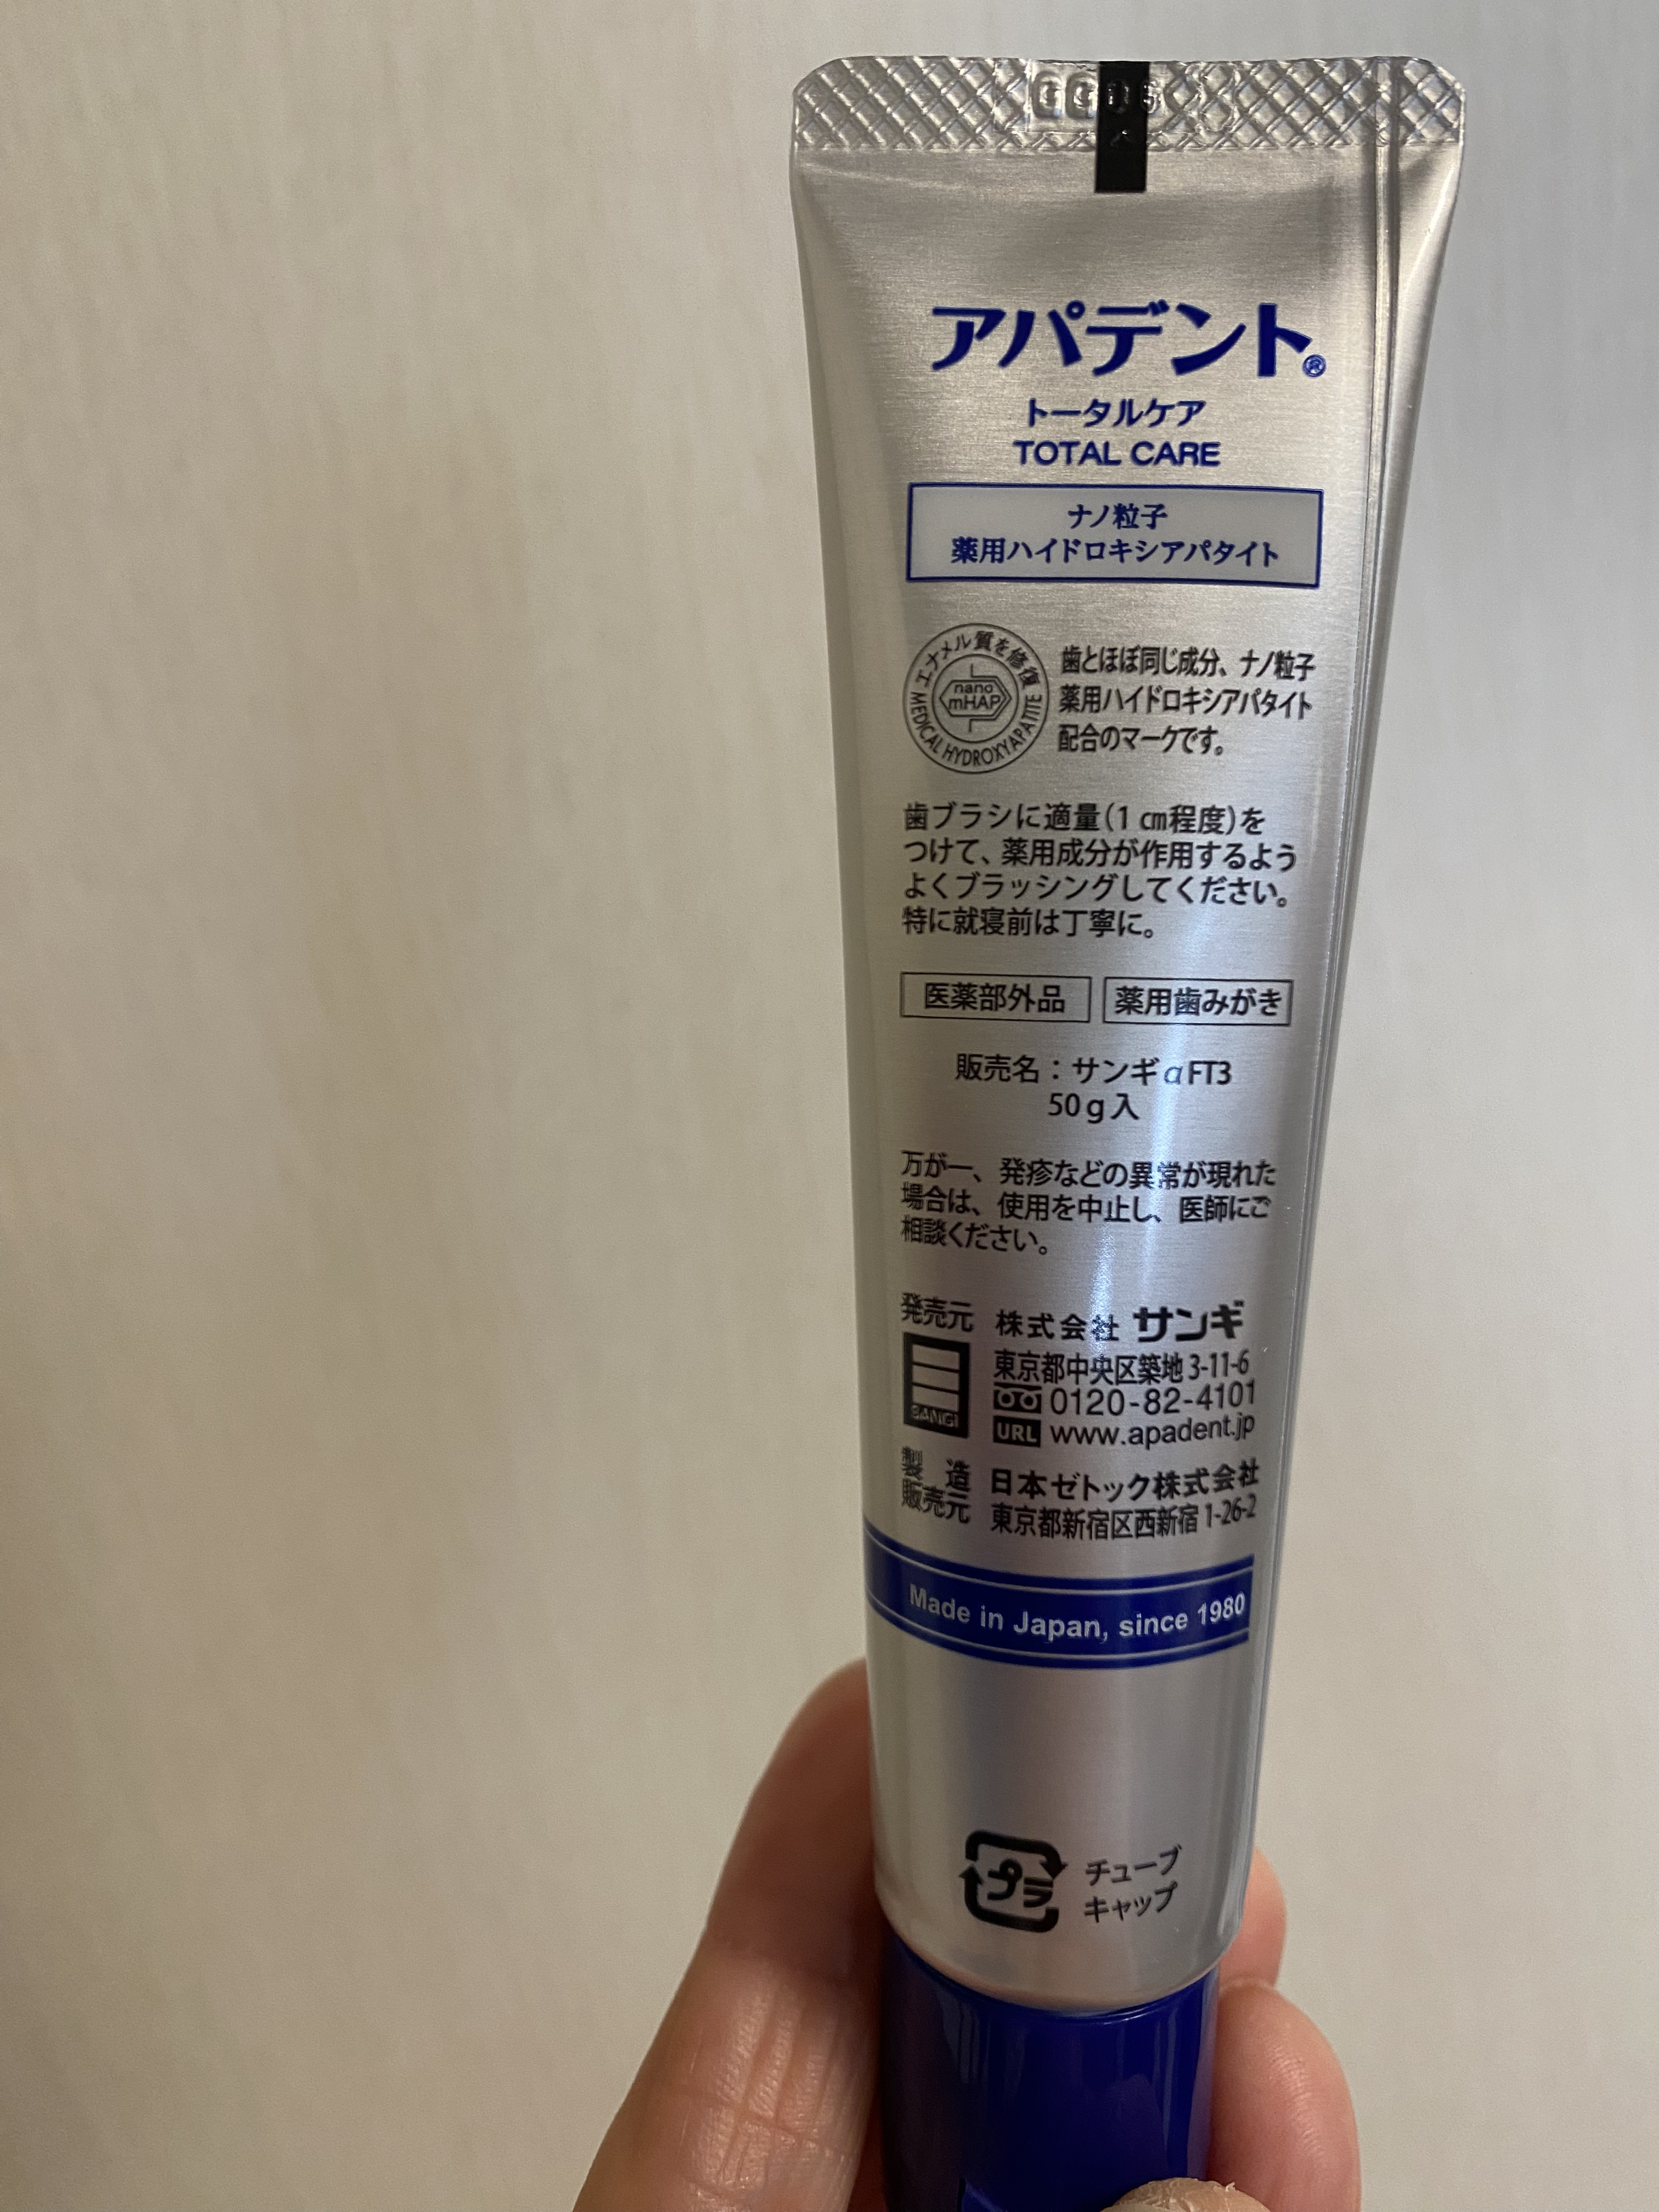 アパデント®
トータルケア
TOTAL CARE
ナノ粒子
薬用ハイドロキシアパタイト
エナメル質を修復
nano
mHAP
MEDICAL HYDROXYAPATITE
歯とほぼ同じ成分、ナノ粒子
薬用ハイドロキシアパタイト
配合のマークです。
歯ブラシに適量(1㎝程度)を
つけて、薬用成分が作用するよう
よくブラッシングしてください。
特に就寝前は丁寧に。
医薬部外品 薬用歯みがき
販売名：サンギαFT3
50g入
万が一、発疹などの異常が現れた
場合は、使用を中止し、医師にご
相談ください。
発売元 株式会社 サンギ
東京都中央区築地 3-11-6
0120-82-4101
SANGI
URL www.apadent.jp
製造 日本ゼトック株式会社
販売元 東京都新宿区西新宿 1-26-2
Made in Japan, since 1980
プラ
チューブ
キャップ